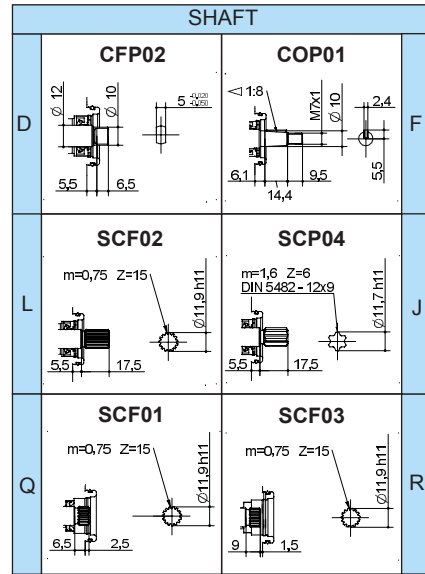 SHAFT
D
CFP02
Ø 12
Ø 10
5 -0,020 -0,050
5,5
6,5
COP01
1:8
M7x1
Ø 10
2,4
5,5
6,1
14,4
9,5
F
L
SCF02
m=0,75 Z=15
Ø11,9 h11
5,5
17,5
SCP04
m=1,6 Z=6
DIN 5482 - 12x9
Ø11,7 h11
5,5
17,5
J
Q
SCF01
m=0,75 Z=15
Ø11,9 h11
6,5
2,5
SCF03
m=0,75 Z=15
Ø11,9 h11
9
1,5
R